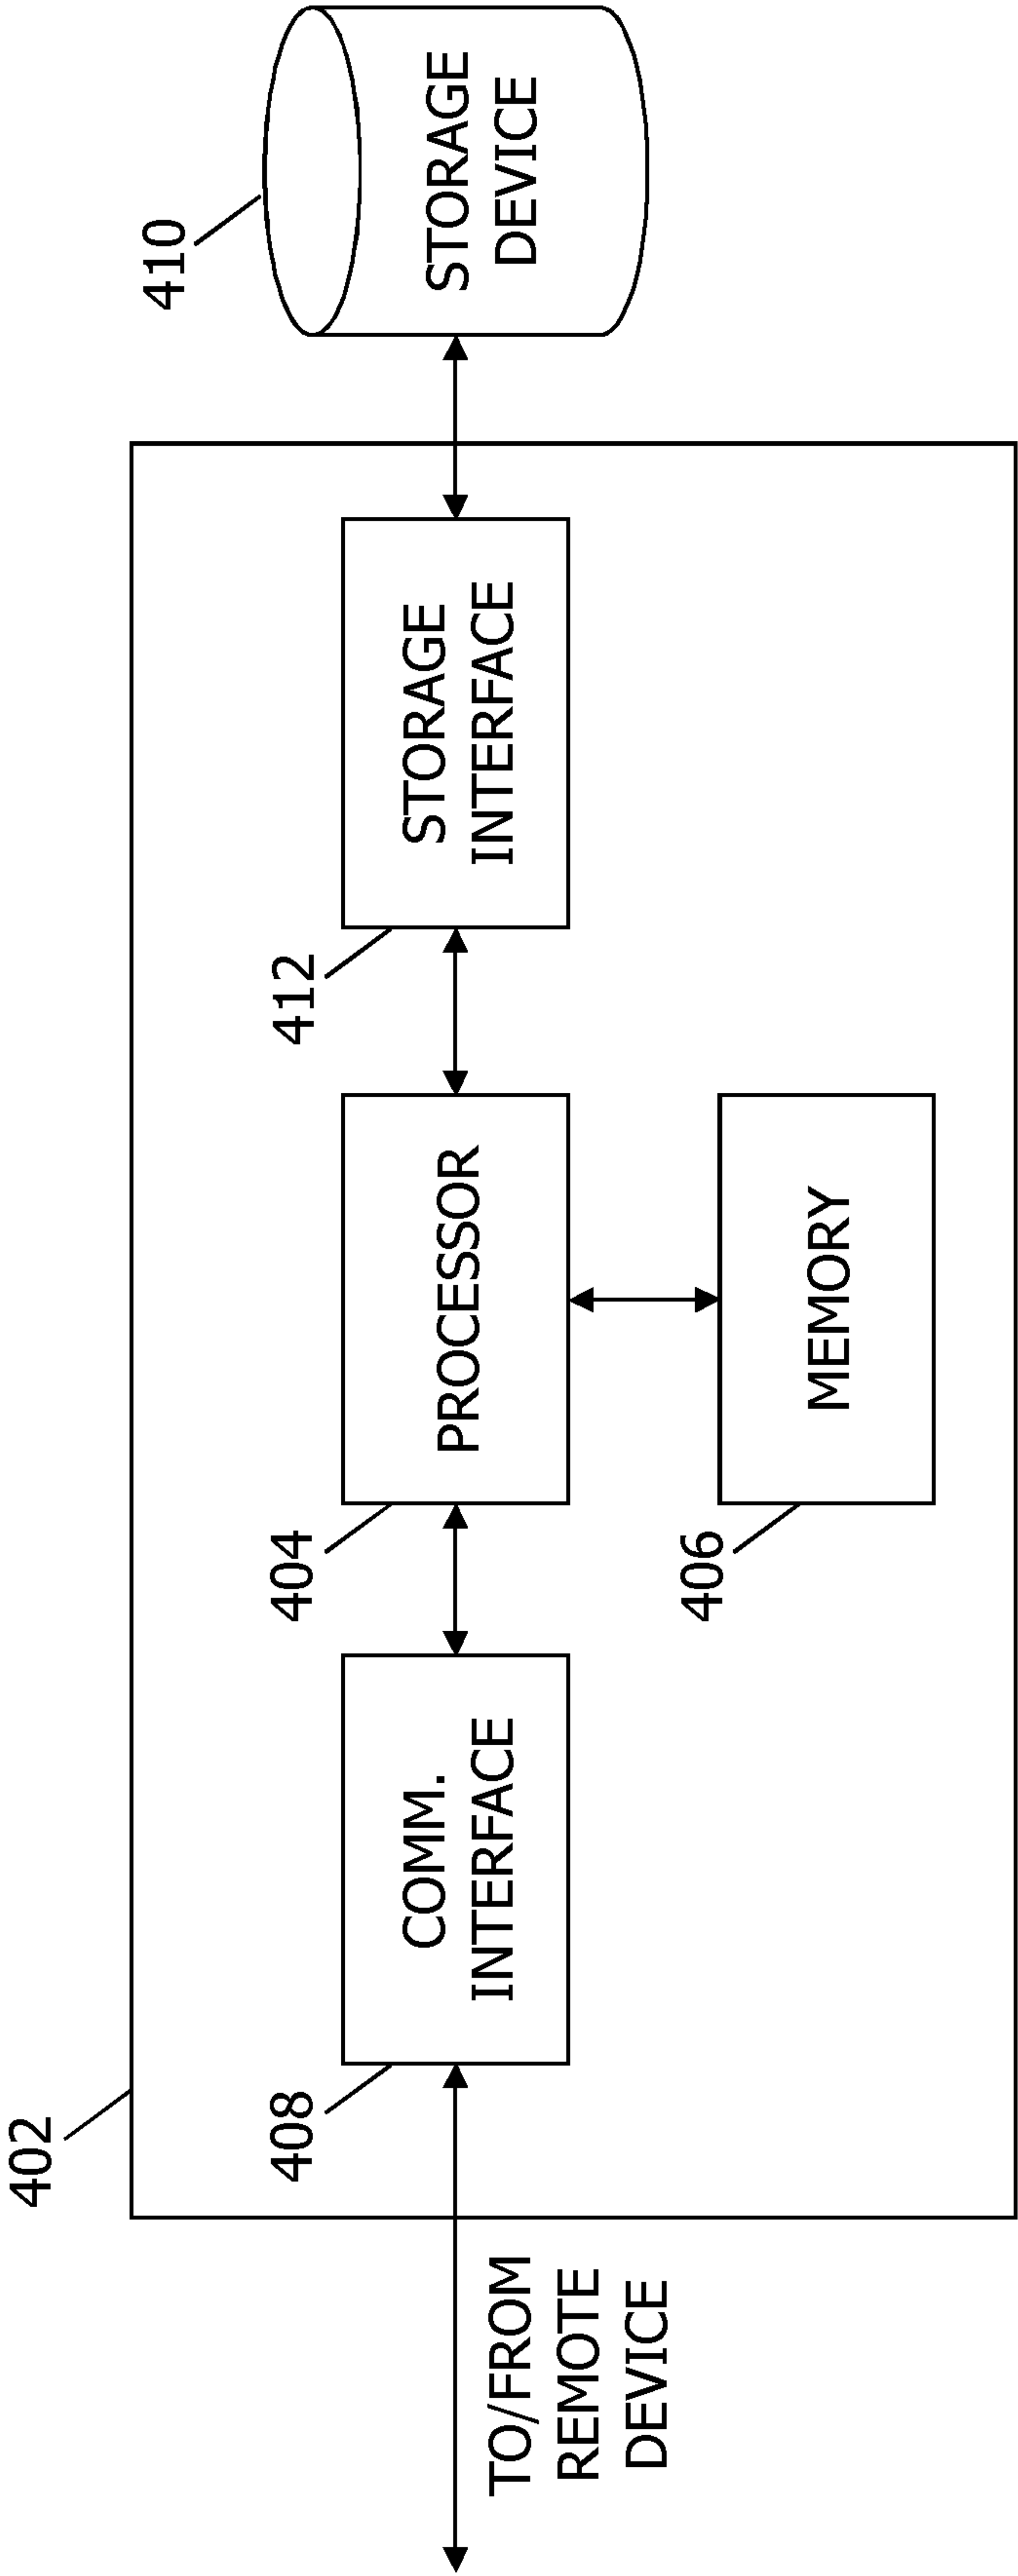 402
410
408
404
412
COMM.
INTERFACE
PROCESSOR
STORAGE
INTERFACE
STORAGE
DEVICE
TO/FROM
REMOTE
DEVICE
406
MEMORY